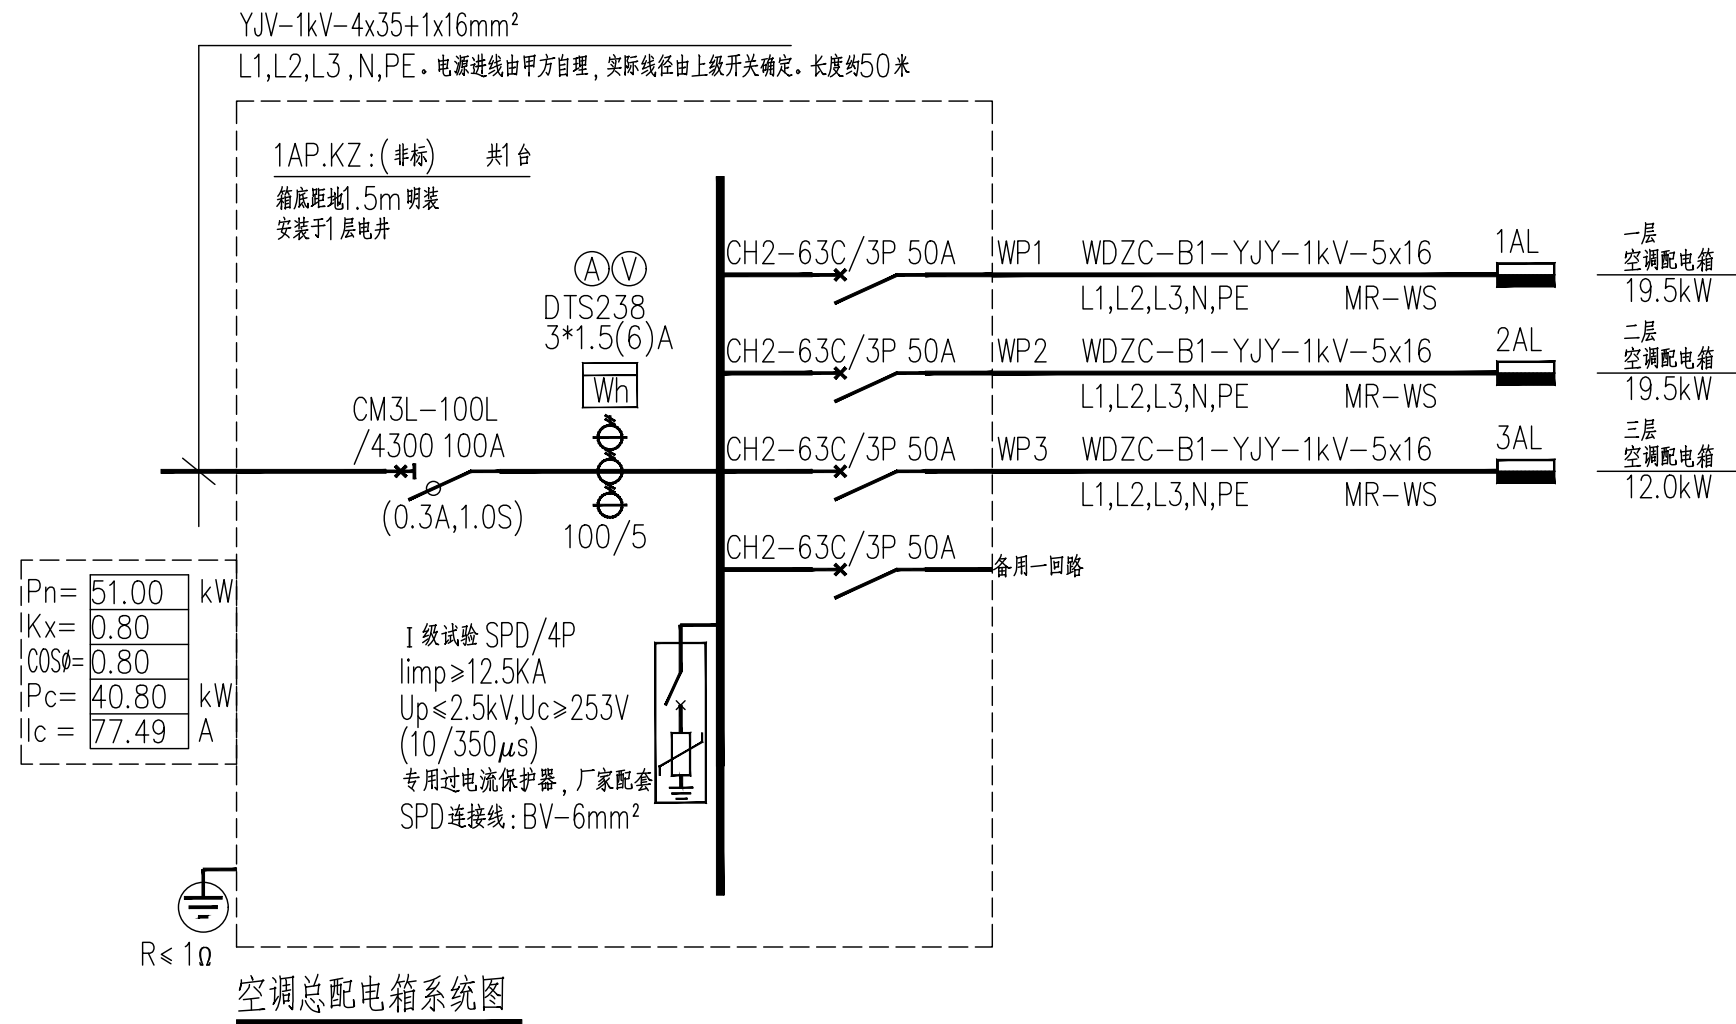 YJV-1kV-4x35+1x16mm²
L1,L2,L3,N,PE。电源进线由甲方自理,实际线径由上级开关确定。长度约50米
1AP.KZ:(非标) 共1台
箱底距地1.5m明装
安装于1层电井
A V
DTS238
3*1.5(6)A
Wh
CM3L-100L
/4300 100A
(0.3A,1.0S)
100/5
CH2-63C/3P 50A WP1 WDZC-B1-YJY-1kV-5x16 1AL 一层
空调配电箱
L1,L2,L3,N,PE MR-WS 19.5kW
CH2-63C/3P 50A WP2 WDZC-B1-YJY-1kV-5x16 2AL 二层
空调配电箱
L1,L2,L3,N,PE MR-WS 19.5kW
CH2-63C/3P 50A WP3 WDZC-B1-YJY-1kV-5x16 3AL 三层
空调配电箱
L1,L2,L3,N,PE MR-WS 12.0kW
CH2-63C/3P 50A 备用一回路
Pn= 51.00 kW
Kx= 0.80
COSø= 0.80
Pc= 40.80 kW
Ic = 77.49 A
I级试验 SPD/4P
Iimp≥12.5KA
Up≤2.5kV,Uc≥253V
(10/350μs)
专用过电流保护器,厂家配套
SPD连接线:BV-6mm²
R≤1Ω
空调总配电箱系统图